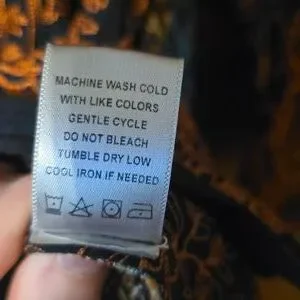 MACHINE WASH COLD
WITH LIKE COLORS
GENTLE CYCLE
DO NOT BLEACH
TUMBLE DRY LOW
COOL IRON IF NEEDED